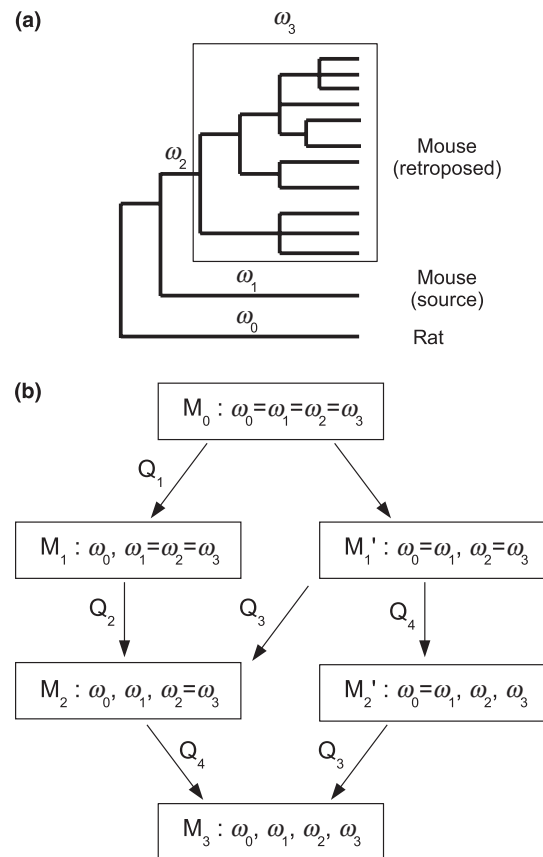 (a)
ω₃
ω₂
Mouse
(retroposed)
ω₁
Mouse
(source)
ω₀
Rat
(b)
M₀ : ω₀=ω₁=ω₂=ω₃
Q₁
M₁ : ω₀, ω₁=ω₂=ω₃
M₁' : ω₀=ω₁, ω₂=ω₃
Q₂
Q₃
Q₄
M₂ : ω₀, ω₁, ω₂=ω₃
M₂' : ω₀=ω₁, ω₂, ω₃
Q₄
Q₃
M₃ : ω₀, ω₁, ω₂, ω₃